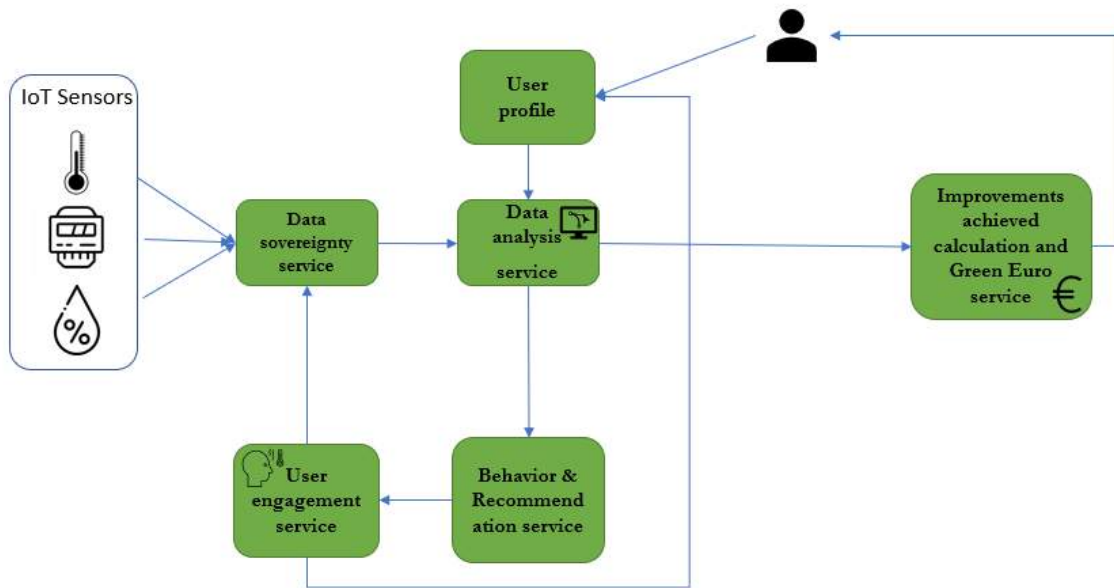 IoT Sensors
%
User
profile
Data
sovereignty
service
Data
analysis
service
Improvements
achieved
calculation and
Green Euro
service
€
User
engagement
service
Behavior &
Recommend
ation service